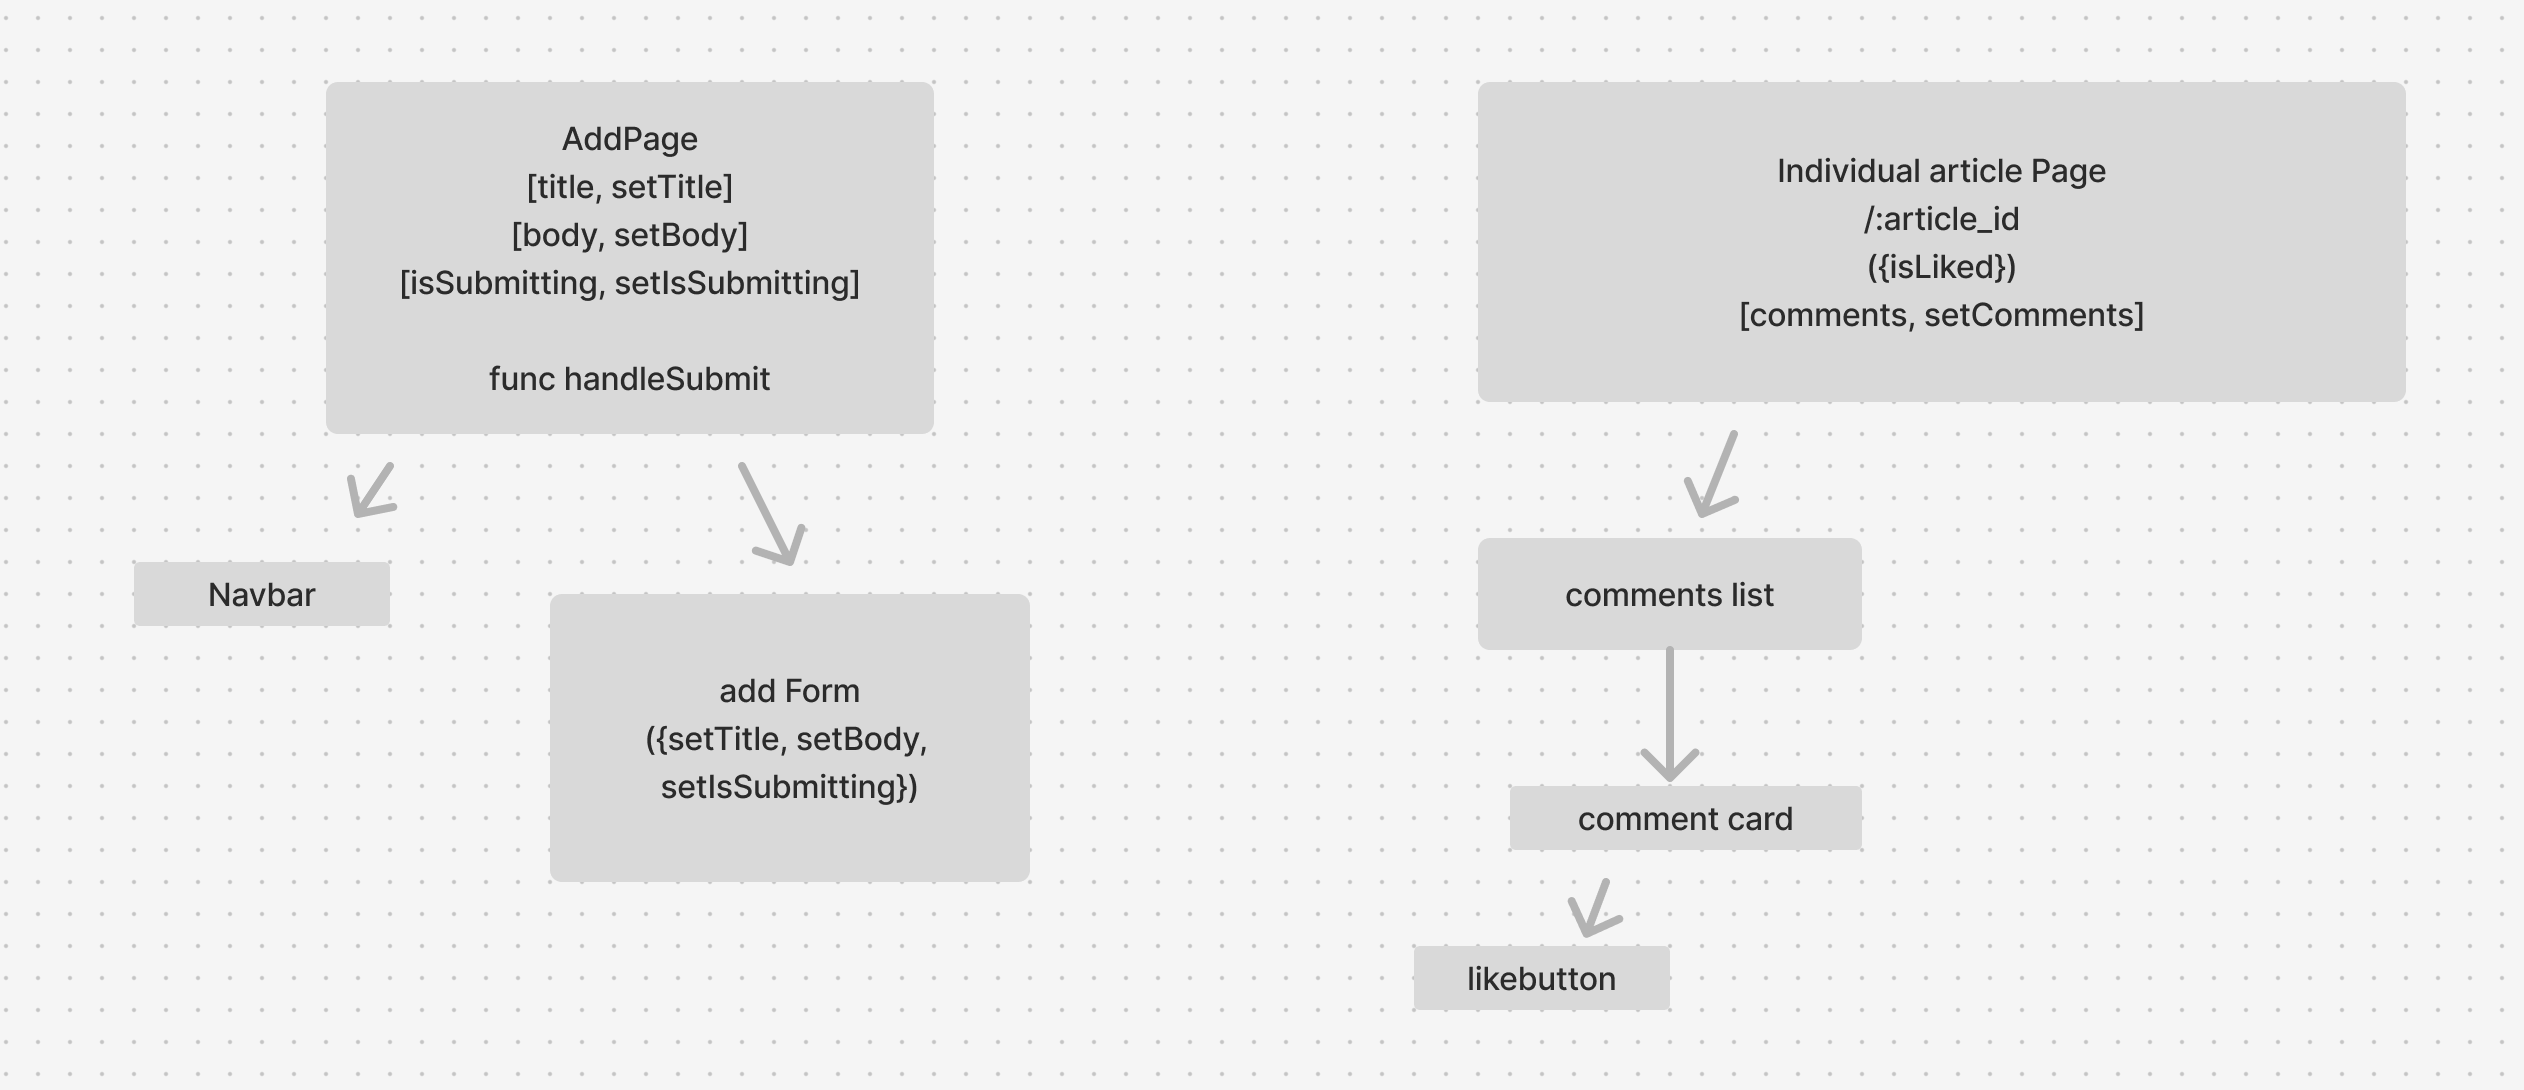 AddPage
[title, setTitle]
[body, setBody]
[isSubmitting, setIsSubmitting]
func handleSubmit
Navbar
add Form
({setTitle, setBody,
setIsSubmitting})
Individual article Page
/:article_id
({isLiked})
[comments, setComments]
comments list
comment card
likebutton